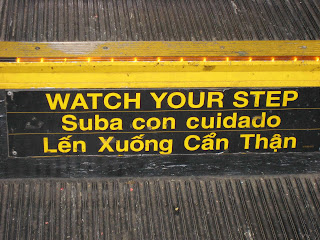 WATCH YOUR STEP
Suba con cuidado
Lến Xuống Cẩn Thận